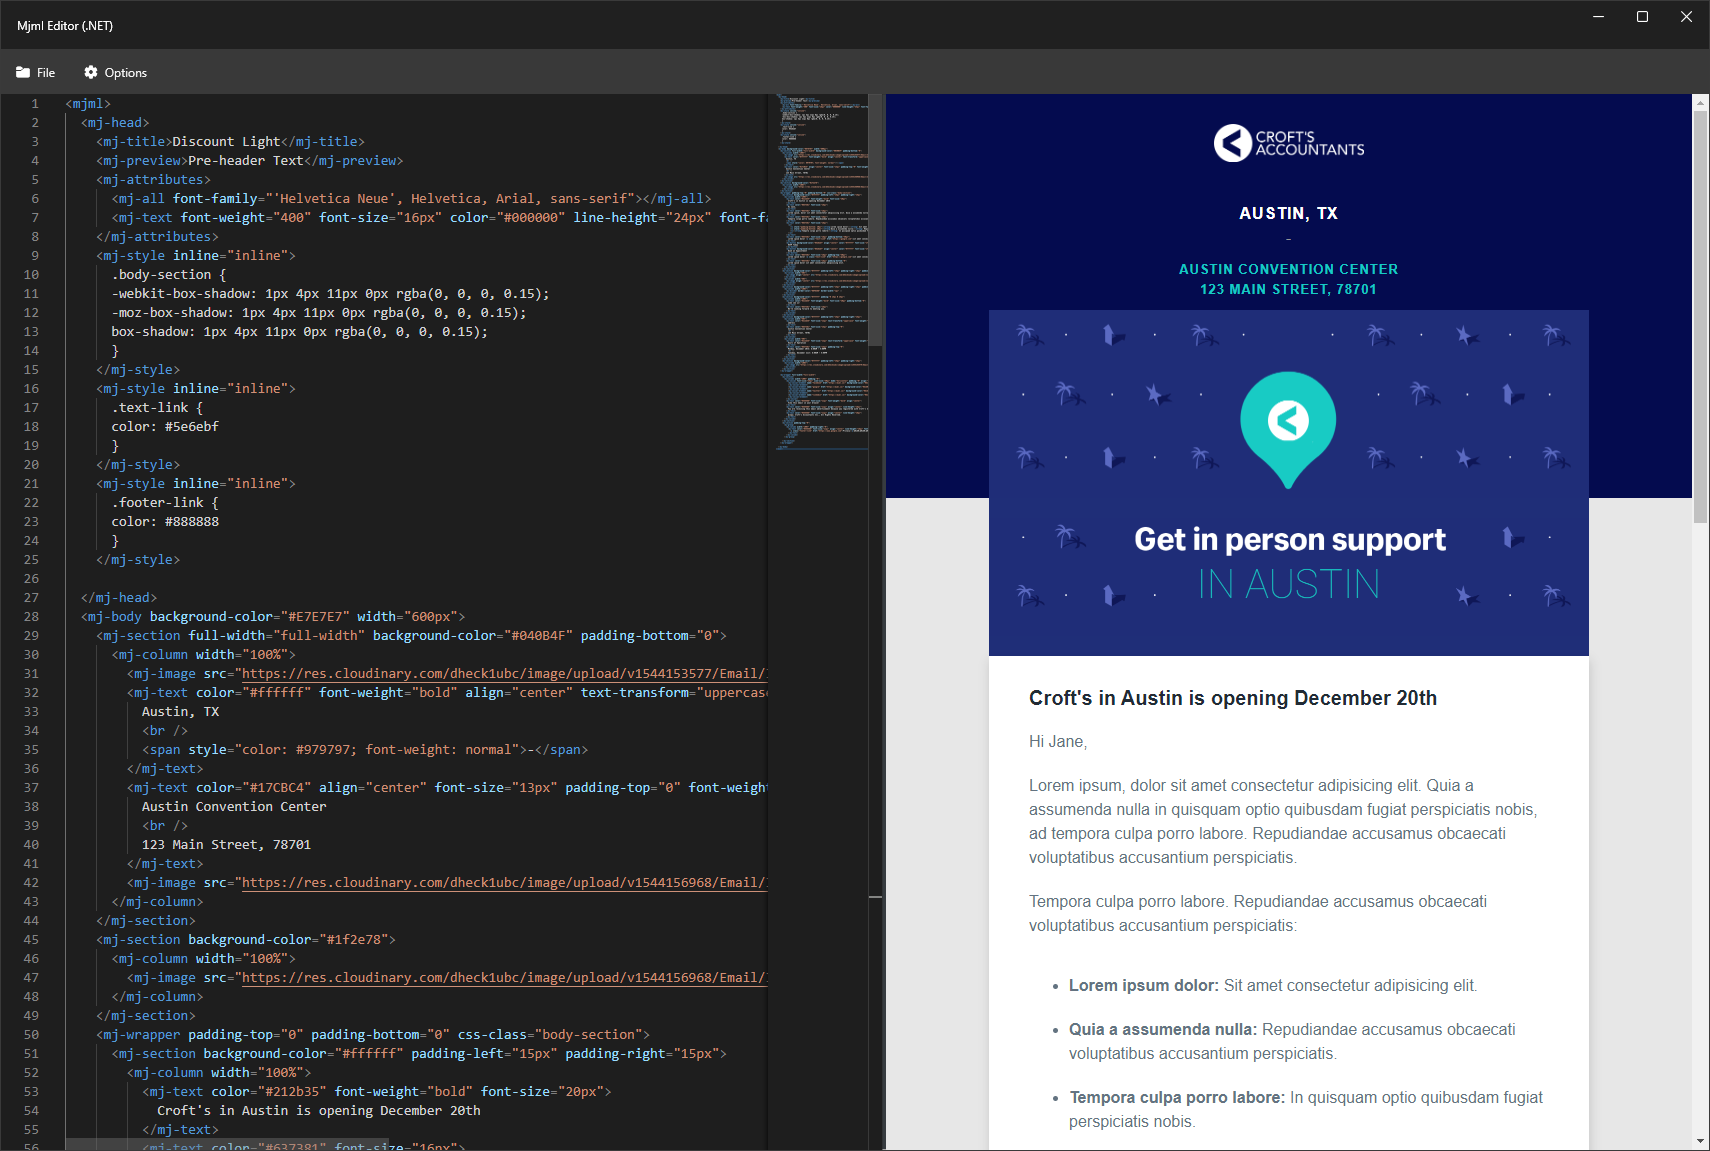 Mjml Editor (.NET)
File
Options
1 <mjml>
2 <mj-head>
3 <mj-title>Discount Light</mj-title>
4 <mj-preview>Pre-header Text</mj-preview>
5 <mj-attributes>
6 <mj-all font-family="'Helvetica Neue', Helvetica, Arial, sans-serif"></mj-all>
7 <mj-text font-weight="400" font-size="16px" color="#000000" line-height="24px" font-fa
8 </mj-attributes>
9 <mj-style inline="inline">
10 .body-section {
11 -webkit-box-shadow: 1px 4px 11px 0px rgba(0, 0, 0, 0.15);
12 -moz-box-shadow: 1px 4px 11px 0px rgba(0, 0, 0, 0.15);
13 box-shadow: 1px 4px 11px 0px rgba(0, 0, 0, 0.15);
14 }
15 </mj-style>
16 <mj-style inline="inline">
17 .text-link {
18 color: #5e6ebf
19 }
20 </mj-style>
21 <mj-style inline="inline">
22 .footer-link {
23 color: #888888
24 }
25 </mj-style>
26
27 </mj-head>
28 <mj-body background-color="#E7E7E7" width="600px">
29 <mj-section full-width="full-width" background-color="#040B4F" padding-bottom="0">
30 <mj-column width="100%">
31 <mj-image src="https://res.cloudinary.com/dheck1ubc/image/upload/v1544153577/Email/
32 <mj-text color="#ffffff" font-weight="bold" align="center" text-transform="uppercase
33 Austin, TX
34 <br />
35 <span style="color: #979797; font-weight: normal">-</span>
36 </mj-text>
37 <mj-text color="#17CBC4" align="center" font-size="13px" padding-top="0" font-weight
38 Austin Convention Center
39 <br />
40 123 Main Street, 78701
41 </mj-text>
42 <mj-image src="https://res.cloudinary.com/dheck1ubc/image/upload/v1544156968/Email/
43 </mj-column>
44 </mj-section>
45 <mj-section background-color="#1f2e78">
46 <mj-column width="100%">
47 <mj-image src="https://res.cloudinary.com/dheck1ubc/image/upload/v1544156968/Email/
48 </mj-column>
49 </mj-section>
50 <mj-wrapper padding-top="0" padding-bottom="0" css-class="body-section">
51 <mj-section background-color="#ffffff" padding-left="15px" padding-right="15px">
52 <mj-column width="100%">
53 <mj-text color="#212b35" font-weight="bold" font-size="20px">
54 Croft's in Austin is opening December 20th
55 </mj-text>
56 <mj-text color="#637381" font-size="16px">
CROFT'S
ACCOUNTANTS
AUSTIN, TX
-
AUSTIN CONVENTION CENTER
123 MAIN STREET, 78701
Get in person support
IN AUSTIN
Croft's in Austin is opening December 20th
Hi Jane,
Lorem ipsum, dolor sit amet consectetur adipisicing elit. Quia a
assumenda nulla in quisquam optio quibusdam fugiat perspiciatis nobis,
ad tempora culpa porro labore. Repudiandae accusamus obcaecati
voluptatibus accusantium perspiciatis.
Tempora culpa porro labore. Repudiandae accusamus obcaecati
voluptatibus accusantium perspiciatis:
• Lorem ipsum dolor: Sit amet consectetur adipisicing elit.
• Quia a assumenda nulla: Repudiandae accusamus obcaecati
voluptatibus accusantium perspiciatis.
• Tempora culpa porro labore: In quisquam optio quibusdam fugiat
perspiciatis nobis.